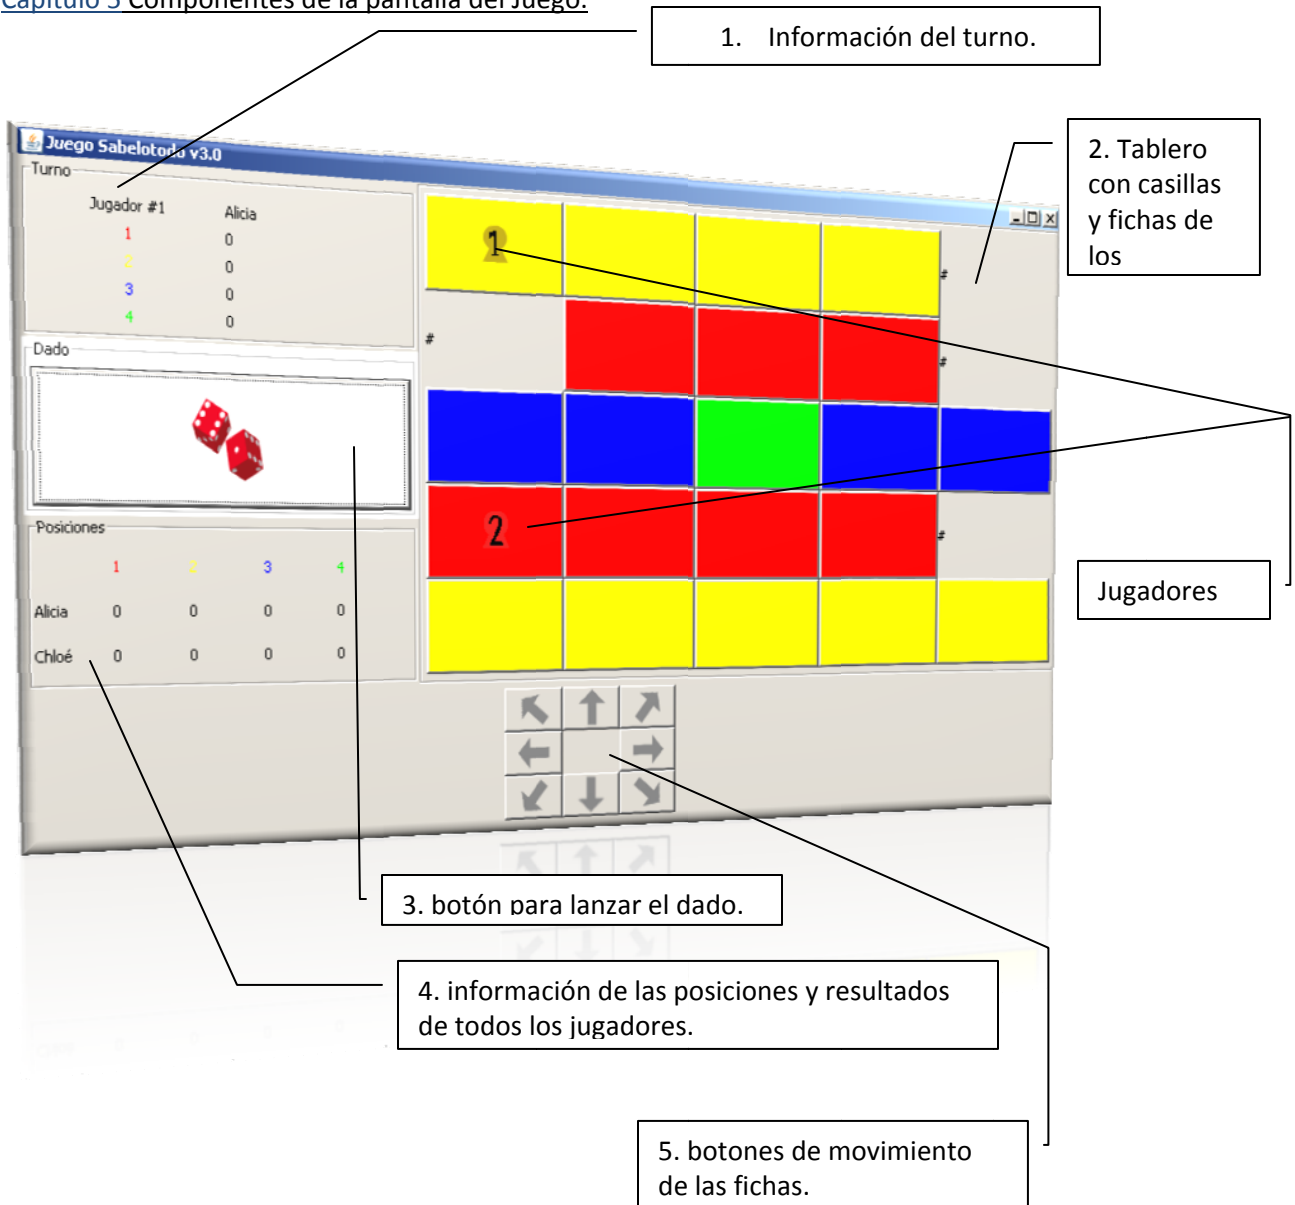 Capítulo 3 Componentes de la pantalla del Juego.
1. Información del turno.
2. Tablero
con casillas
y fichas de
los
Juego Sabelotodo v3.0
Turno
Jugador #1 Alicia
1 0
2 0
3 0
4 0
Dado
Posiciones
1 2 3 4
Alicia 0 0 0 0
Chloé 0 0 0 0
1
#
#
#
2
#
Jugadores
3. botón para lanzar el dado.
4. información de las posiciones y resultados
de todos los jugadores.
5. botones de movimiento
de las fichas.